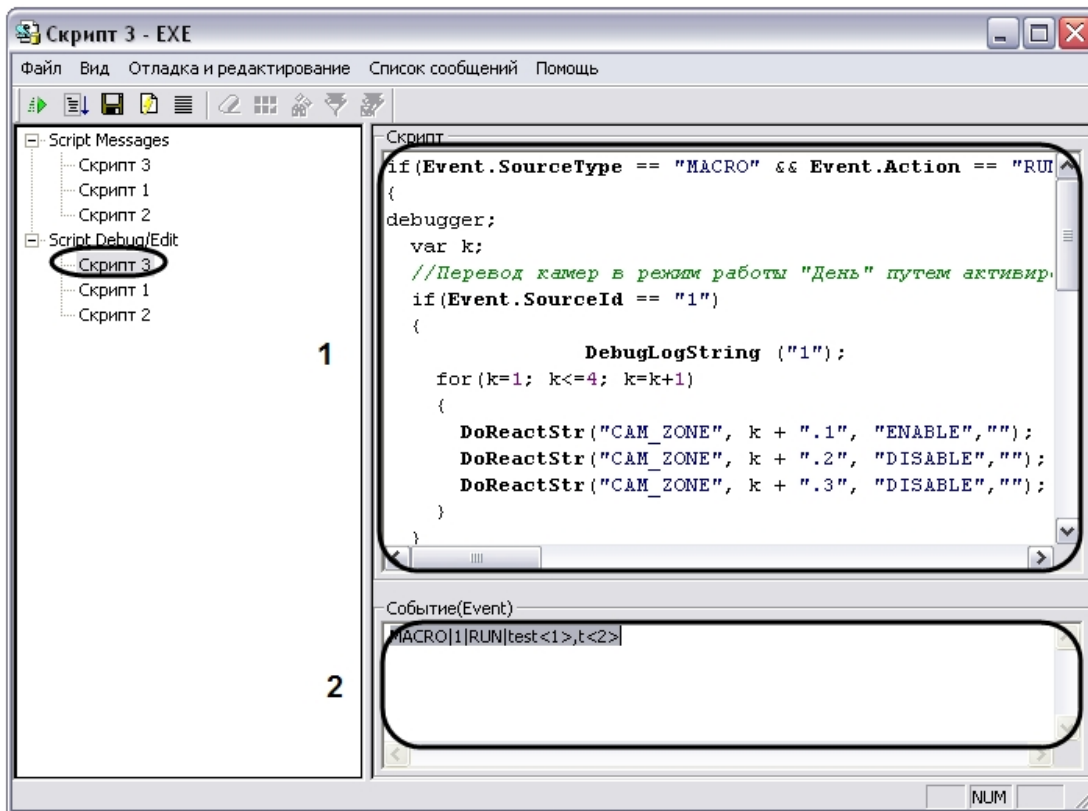 Скрипт 3 - EXE
Файл Вид Отладка и редактирование Список сообщений Помощь
Script Messages
Скрипт 3
Скрипт 1
Скрипт 2
Script Debug/Edit
Скрипт 3
Скрипт 1
Скрипт 2
1
2
Скрипт
if(Event.SourceType == "MACRO" && Event.Action == "RU
{
debugger;
var k;
//Перевод камер в режим работы "День" путем активир
if(Event.SourceId == "1")
{
DebugLogString ("1");
for(k=1; k<=4; k=k+1)
{
DoReactStr("CAM_ZONE", k + ".1", "ENABLE","");
DoReactStr("CAM_ZONE", k + ".2", "DISABLE","");
DoReactStr("CAM_ZONE", k + ".3", "DISABLE","");
}
}
Событие(Event)
MACRO|1|RUN|test<1>,t<2>
NUM